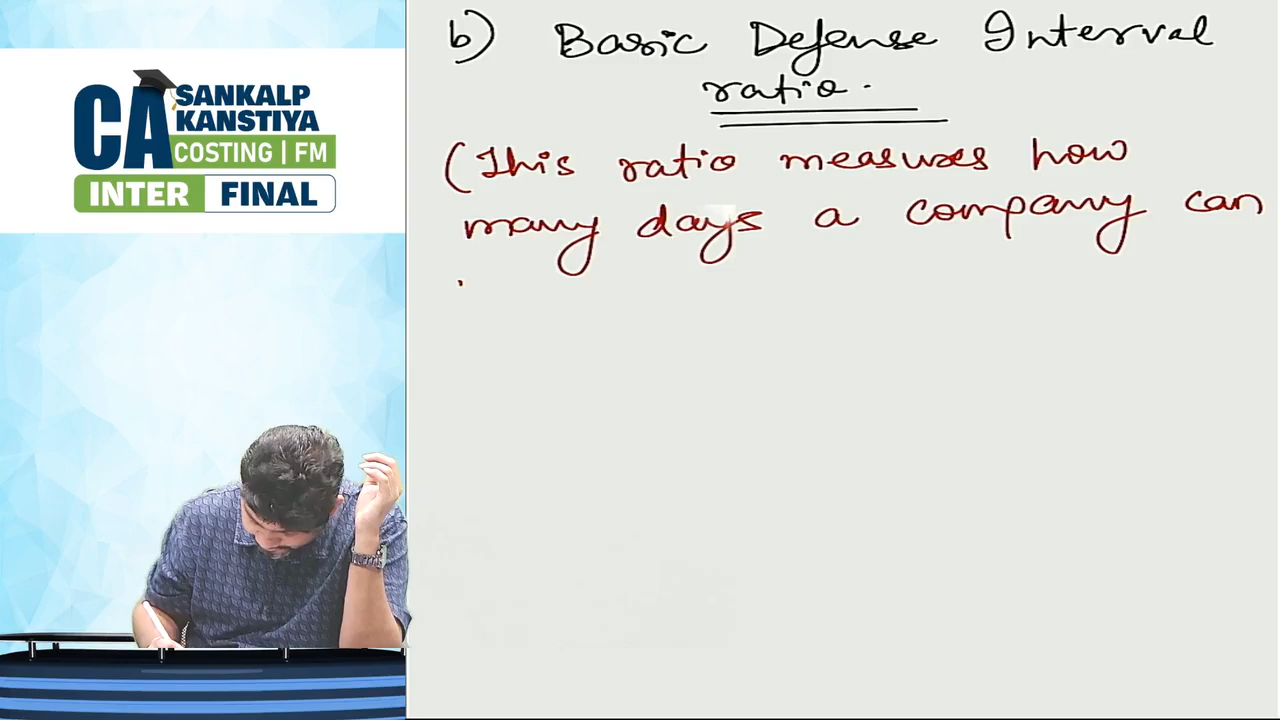 CA SANKALP
KANSTIYA
COSTING | FM
INTER FINAL
b) Basic Defense Interval
ratio.
(This ratio measures how
many days a company can